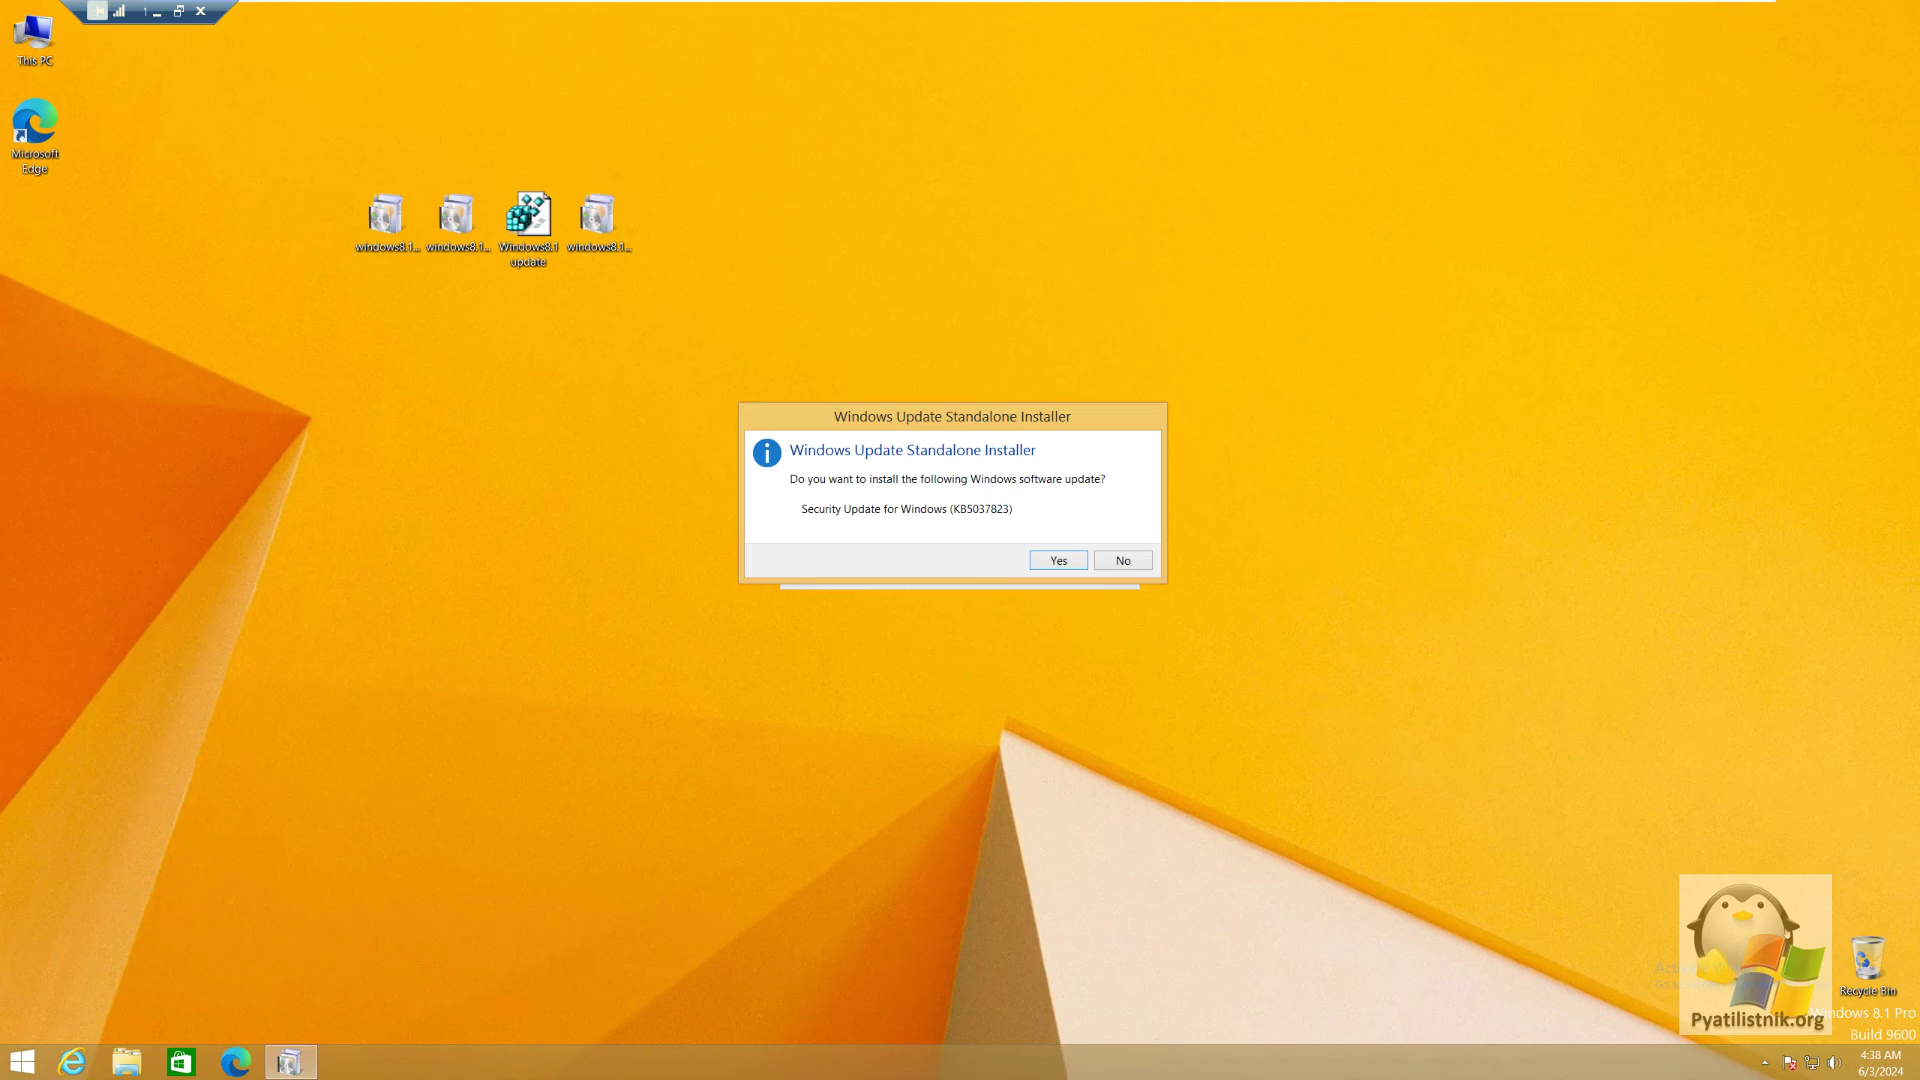 This PC
Microsoft
Edge
windows8.1...
windows8.1...
Windows8.1
update
windows8.1...
Windows Update Standalone Installer
Windows Update Standalone Installer
Do you want to install the following Windows software update?
Security Update for Windows (KB5037823)
Yes
No
Recycle Bin
Pyatilistnik.org
Windows 8.1 Pro
Build 9600
4:38 AM
6/3/2024